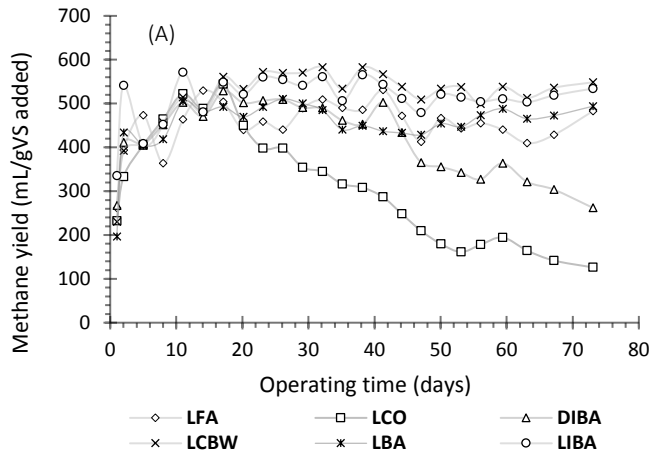 (A)
Methane yield (mL/gVS added)
700
600
500
400
300
200
100
0
0 10 20 30 40 50 60 70 80
Operating time (days)
LFA LCO DIBA
LCBW LBA LIBA